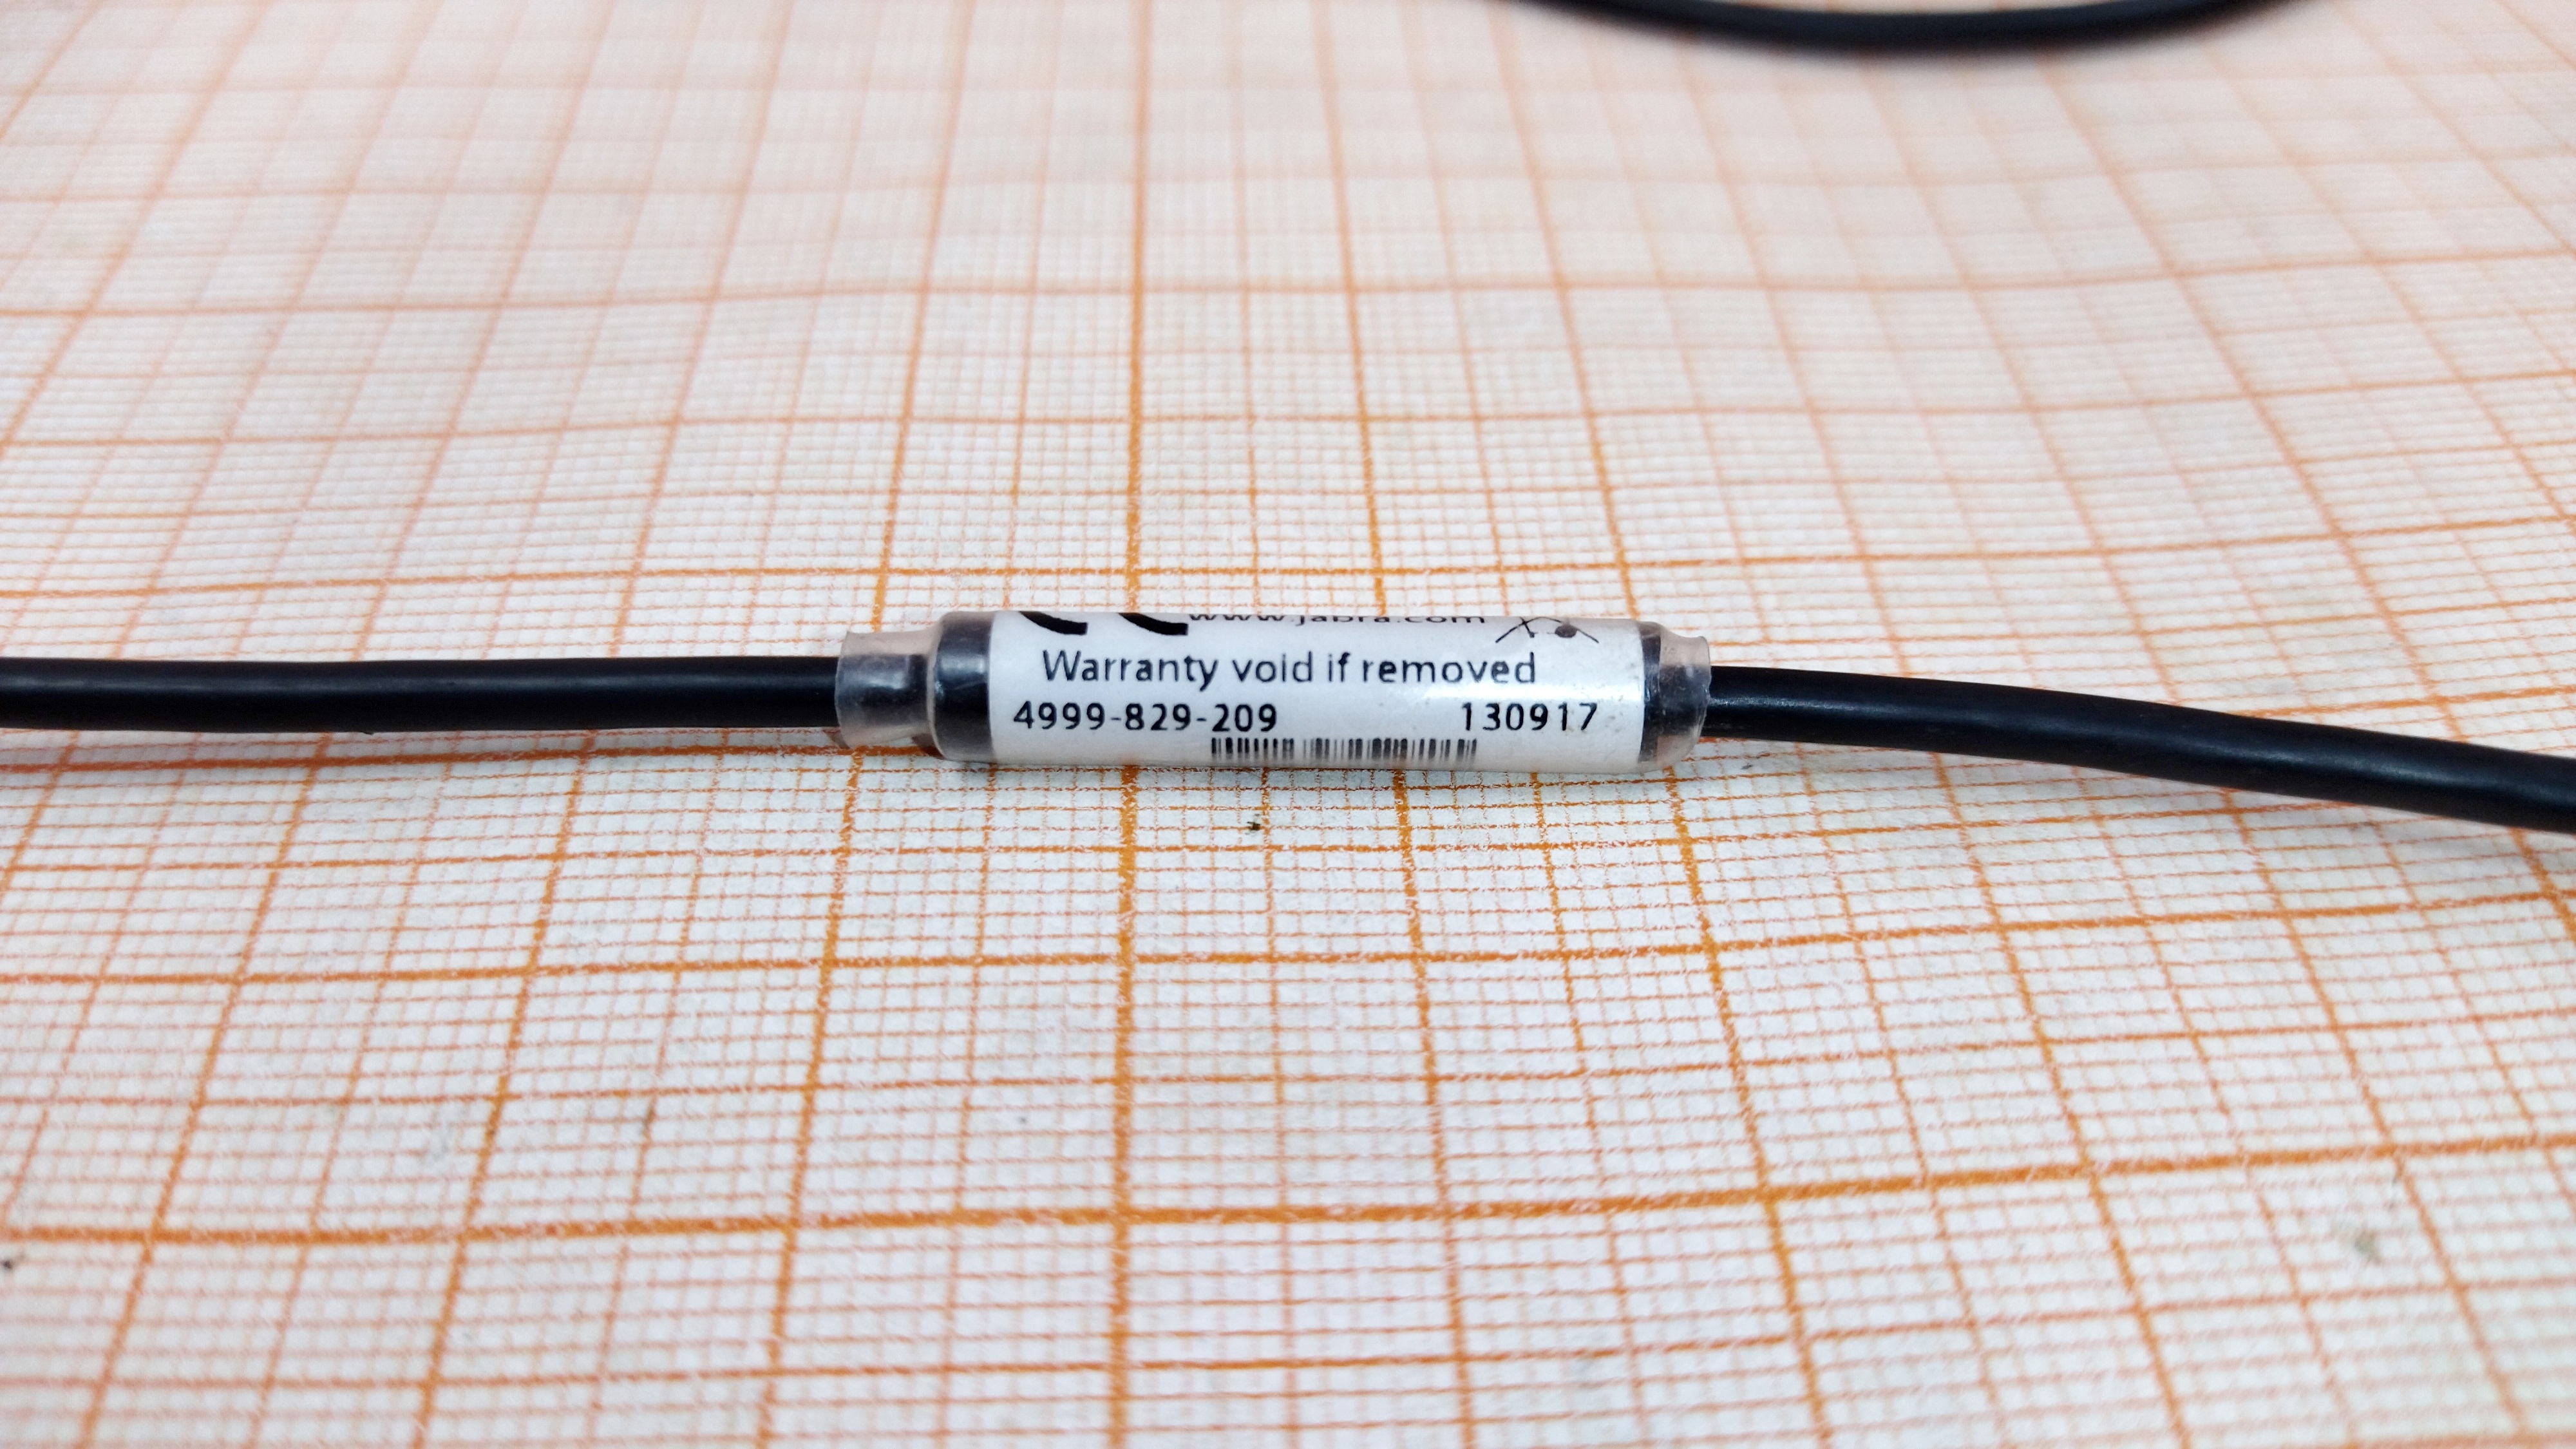 www.jabra.com
Warranty void if removed
4999-829-209 130917